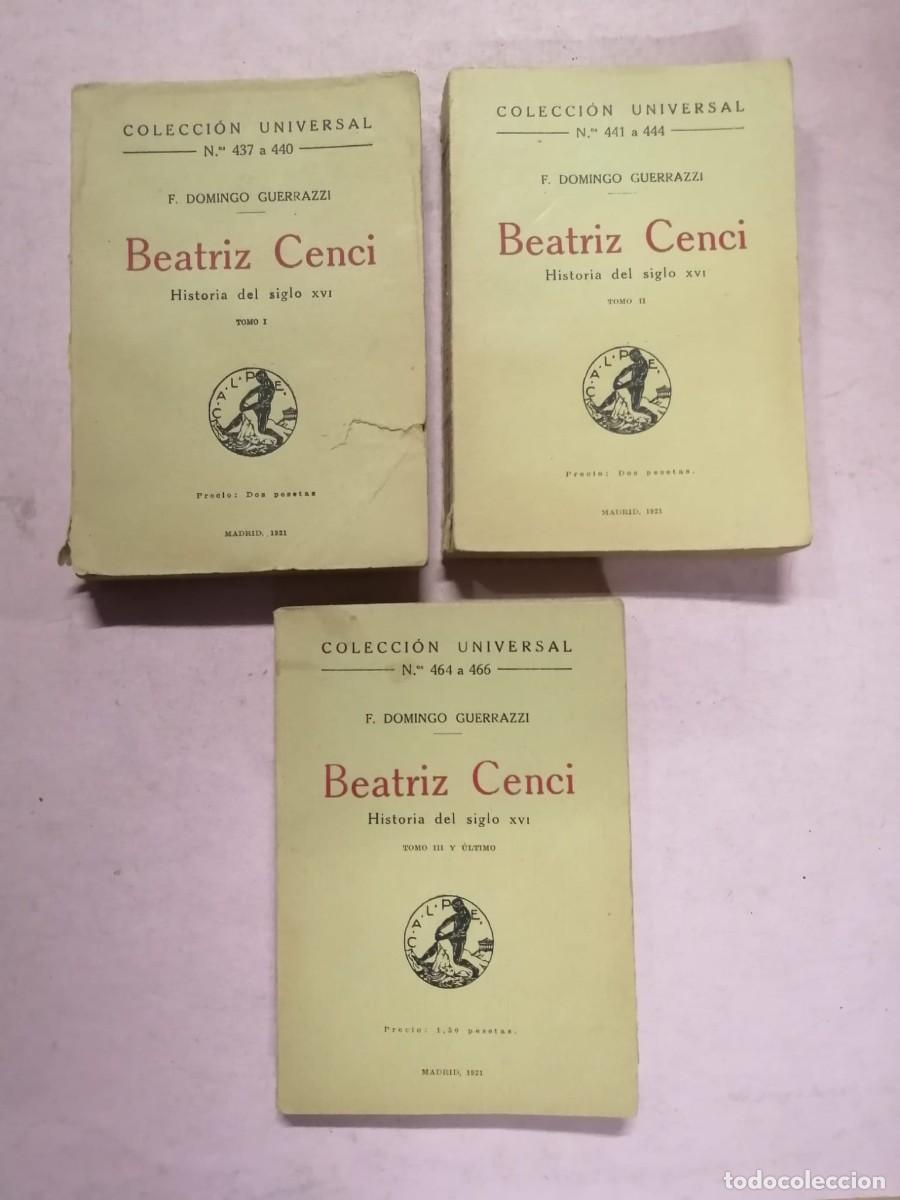 COLECCIÓN UNIVERSAL
N.ºs 437 a 440
F. DOMINGO GUERRAZZI
Beatriz Cenci
Historia del siglo XVI
TOMO I
C.A.L.P.E.
Precio: Dos pesetas
MADRID, 1921
COLECCIÓN UNIVERSAL
N.ºs 441 a 444
F. DOMINGO GUERRAZZI
Beatriz Cenci
Historia del siglo XVI
TOMO II
C.A.L.P.E.
Precio: Dos pesetas.
MADRID, 1921
COLECCIÓN UNIVERSAL
N.ºs 464 a 466
F. DOMINGO GUERRAZZI
Beatriz Cenci
Historia del siglo XVI
TOMO III Y ÚLTIMO
C.A.L.P.E.
Precio: 1,50 pesetas.
MADRID, 1921
todocoleccion